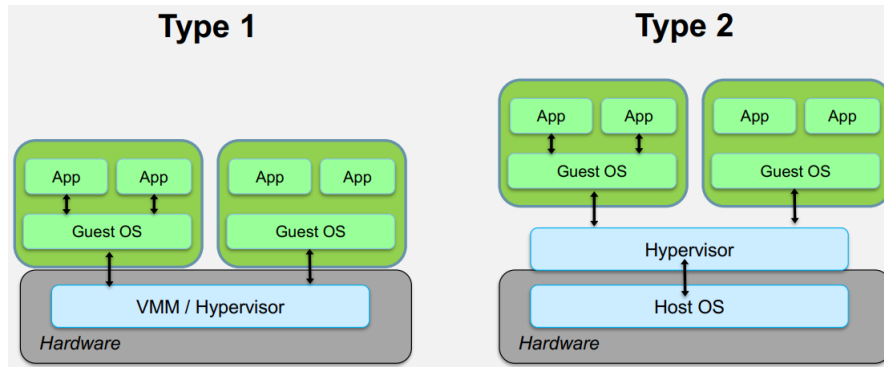 Type 1
App
App
Guest OS
App
App
Guest OS
VMM / Hypervisor
Hardware
Type 2
App
App
Guest OS
App
App
Guest OS
Hypervisor
Host OS
Hardware